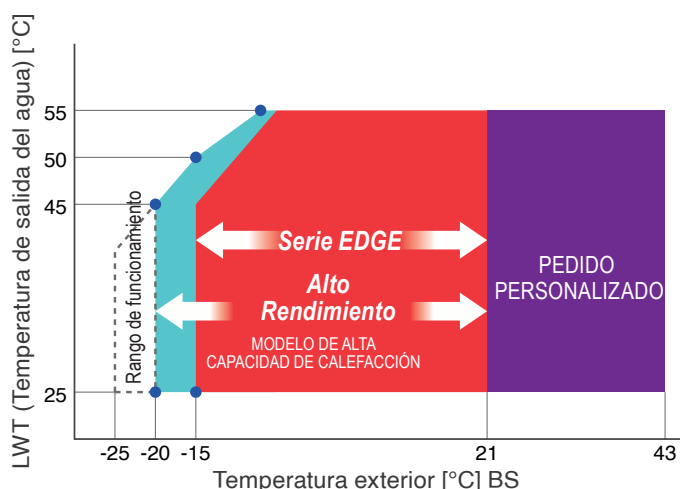 LWT (Temperatura de salida del agua) [°C]
55
50
45
25
Rango de funcionamiento
Serie EDGE
Alto
Rendimiento
MODELO DE ALTA
CAPACIDAD DE CALEFACCIÓN
PEDIDO
PERSONALIZADO
-25 -20 -15 21 43
Temperatura exterior [°C] BS